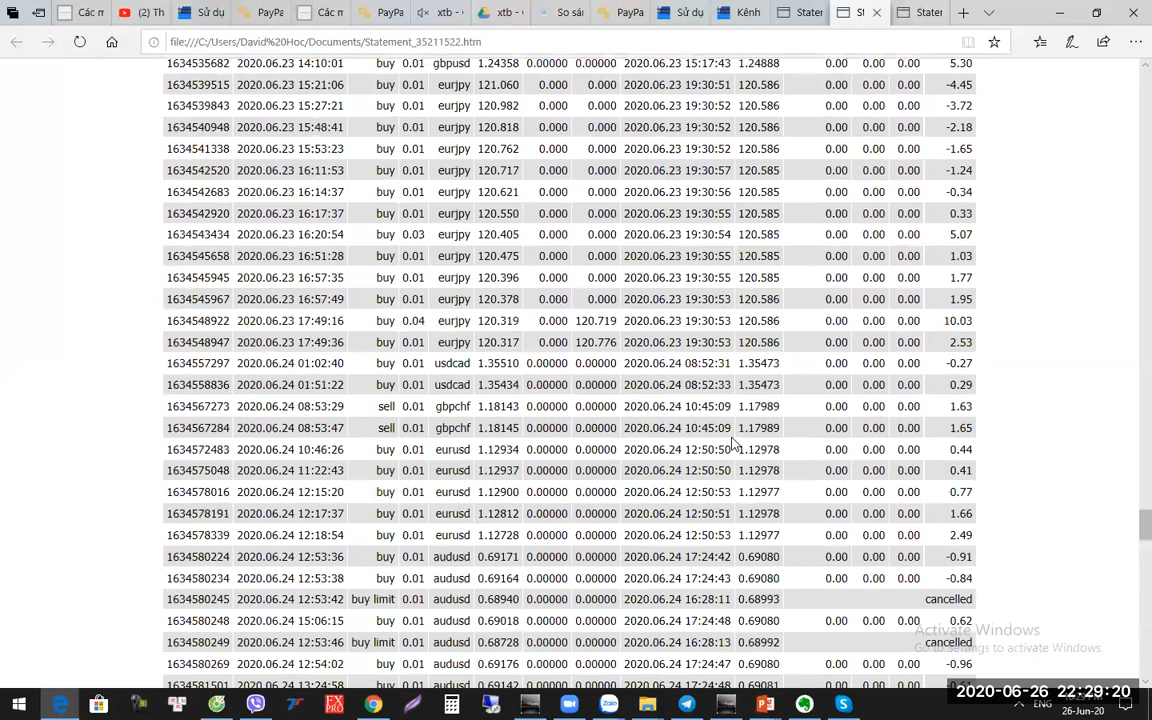 Các m
(2) Th
Sử dụ
PayPa
Các m
PayPa
xtb -
xtb -
So sá
PayPa
Sử dụ
Kênh
Stater
St
Stater
file:///C:/Users/David%20Hoc/Documents/Statement_35211522.htm
1634535682 2020.06.23 14:10:01 buy 0.01 gbpusd 1.24358 0.00000 0.00000 2020.06.23 15:17:43 1.24888 0.00 0.00 0.00 5.30
1634539515 2020.06.23 15:21:06 buy 0.01 eurjpy 121.060 0.000 0.000 2020.06.23 19:30:51 120.586 0.00 0.00 0.00 -4.45
1634539843 2020.06.23 15:27:21 buy 0.01 eurjpy 120.982 0.000 0.000 2020.06.23 19:30:51 120.586 0.00 0.00 0.00 -3.72
1634540948 2020.06.23 15:48:41 buy 0.01 eurjpy 120.818 0.000 0.000 2020.06.23 19:30:52 120.586 0.00 0.00 0.00 -2.18
1634541338 2020.06.23 15:53:23 buy 0.01 eurjpy 120.762 0.000 0.000 2020.06.23 19:30:52 120.586 0.00 0.00 0.00 -1.65
1634542520 2020.06.23 16:11:53 buy 0.01 eurjpy 120.717 0.000 0.000 2020.06.23 19:30:57 120.585 0.00 0.00 0.00 -1.24
1634542683 2020.06.23 16:14:37 buy 0.01 eurjpy 120.621 0.000 0.000 2020.06.23 19:30:56 120.585 0.00 0.00 0.00 -0.34
1634542920 2020.06.23 16:17:37 buy 0.01 eurjpy 120.550 0.000 0.000 2020.06.23 19:30:55 120.585 0.00 0.00 0.00 0.33
1634543434 2020.06.23 16:20:54 buy 0.03 eurjpy 120.405 0.000 0.000 2020.06.23 19:30:54 120.585 0.00 0.00 0.00 5.07
1634545658 2020.06.23 16:51:28 buy 0.01 eurjpy 120.475 0.000 0.000 2020.06.23 19:30:55 120.585 0.00 0.00 0.00 1.03
1634545945 2020.06.23 16:57:35 buy 0.01 eurjpy 120.396 0.000 0.000 2020.06.23 19:30:55 120.585 0.00 0.00 0.00 1.77
1634545967 2020.06.23 16:57:49 buy 0.01 eurjpy 120.378 0.000 0.000 2020.06.23 19:30:53 120.586 0.00 0.00 0.00 1.95
1634548922 2020.06.23 17:49:16 buy 0.04 eurjpy 120.319 0.000 120.719 2020.06.23 19:30:53 120.586 0.00 0.00 0.00 10.03
1634548947 2020.06.23 17:49:36 buy 0.01 eurjpy 120.317 0.000 120.776 2020.06.23 19:30:53 120.586 0.00 0.00 0.00 2.53
1634557297 2020.06.24 01:02:40 buy 0.01 usdcad 1.35510 0.00000 0.00000 2020.06.24 08:52:31 1.35473 0.00 0.00 0.00 -0.27
1634558836 2020.06.24 01:51:22 buy 0.01 usdcad 1.35434 0.00000 0.00000 2020.06.24 08:52:33 1.35473 0.00 0.00 0.00 0.29
1634567273 2020.06.24 08:53:29 sell 0.01 gbpchf 1.18143 0.00000 0.00000 2020.06.24 10:45:09 1.17989 0.00 0.00 0.00 1.63
1634567284 2020.06.24 08:53:47 sell 0.01 gbpchf 1.18145 0.00000 0.00000 2020.06.24 10:45:09 1.17989 0.00 0.00 0.00 1.65
1634572483 2020.06.24 10:46:26 buy 0.01 eurusd 1.12934 0.00000 0.00000 2020.06.24 12:50:50 1.12978 0.00 0.00 0.00 0.44
1634575048 2020.06.24 11:22:43 buy 0.01 eurusd 1.12937 0.00000 0.00000 2020.06.24 12:50:50 1.12978 0.00 0.00 0.00 0.41
1634578016 2020.06.24 12:15:20 buy 0.01 eurusd 1.12900 0.00000 0.00000 2020.06.24 12:50:53 1.12977 0.00 0.00 0.00 0.77
1634578191 2020.06.24 12:17:37 buy 0.01 eurusd 1.12812 0.00000 0.00000 2020.06.24 12:50:51 1.12978 0.00 0.00 0.00 1.66
1634578339 2020.06.24 12:18:54 buy 0.01 eurusd 1.12728 0.00000 0.00000 2020.06.24 12:50:53 1.12977 0.00 0.00 0.00 2.49
1634580224 2020.06.24 12:53:36 buy 0.01 audusd 0.69171 0.00000 0.00000 2020.06.24 17:24:42 0.69080 0.00 0.00 0.00 -0.91
1634580234 2020.06.24 12:53:38 buy 0.01 audusd 0.69164 0.00000 0.00000 2020.06.24 17:24:43 0.69080 0.00 0.00 0.00 -0.84
1634580245 2020.06.24 12:53:42 buy limit 0.01 audusd 0.68940 0.00000 0.00000 2020.06.24 16:28:11 0.68993 cancelled
1634580248 2020.06.24 15:06:15 buy 0.01 audusd 0.69018 0.00000 0.00000 2020.06.24 17:24:48 0.69080 0.00 0.00 0.00 0.62
Activate Windows
1634580249 2020.06.24 12:53:46 buy limit 0.01 audusd 0.68728 0.00000 0.00000 2020.06.24 16:28:13 0.68992 cancelled
Go to Settings to activate Windows.
1634580269 2020.06.24 12:54:02 buy 0.01 audusd 0.69176 0.00000 0.00000 2020.06.24 17:24:47 0.69080 0.00 0.00 0.00 -0.96
1634581501 2020.06.24 13:24:58 buy 0.01 audusd 0.69142 0.00000 0.00000 2020.06.24 17:24:48 0.69081 0.00 0.00 0.00
2020-06-26 22:29:20
ENG
26-Jun-20